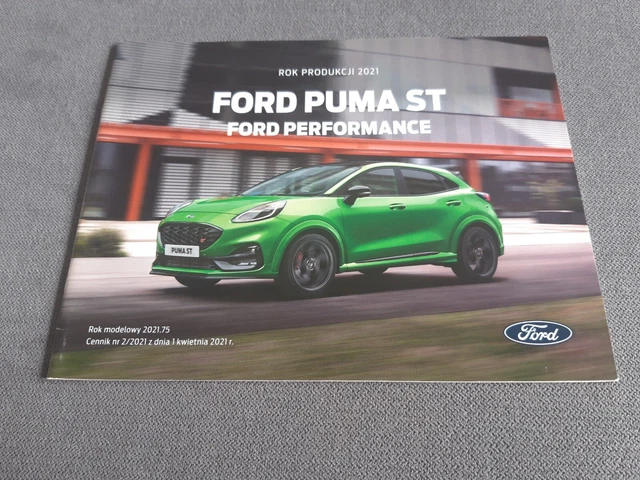 ROK PRODUKCJI 2021
FORD PUMA ST
FORD PERFORMANCE
PUMA ST
Rok modelowy 2021.75
Cennik nr 2/2021 z dnia 1 kwietnia 2021 r.
Ford